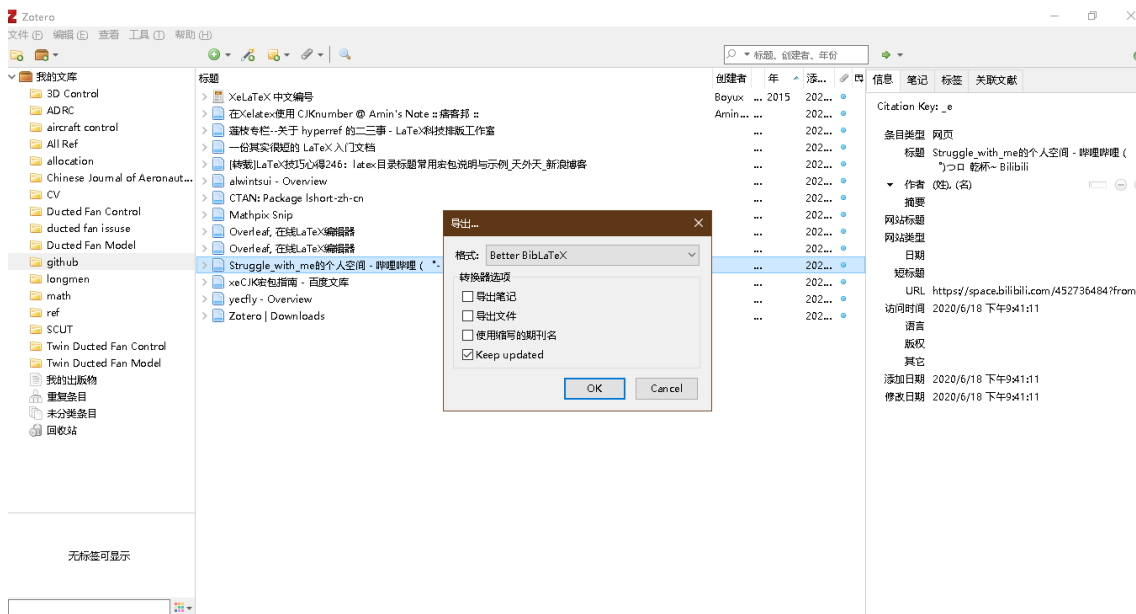 Zotero
文件(F) 编辑(E) 查看 工具(T) 帮助(H)
标题、创建者、年份
我的文库
3D Control
ADRC
aircraft control
All Ref
allocation
Chinese Journal of Aeronaut...
CV
Ducted Fan Control
ducted fan issuse
Ducted Fan Model
github
longmen
math
ref
SCUT
Twin Ducted Fan Control
Twin Ducted Fan Model
我的出版物
重复条目
未分类条目
回收站
无标签可显示
标题 创建者 年 添...
XeLaTeX 中文编号 Boyux ... 2015 202...
在Xelatex使用 CJKnumber @ Amin's Note :: 痞客邦 :: Amin... ... 202...
莲枝专栏--关于 hyperref 的二三事 - LaTeX科技排版工作室 ... 202...
一份其实很短的 LaTeX 入门文档 ... 202...
[转载]LaTeX技巧心得246：latex目录标题常用宏包说明与示例_天外天_新浪博客 ... 202...
alwintsui - Overview ... 202...
CTAN: Package lshort-zh-cn ... 202...
Mathpix Snip ... 202...
Overleaf, 在线LaTeX编辑器 ... 202...
Overleaf, 在线LaTeX编辑器 ... 202...
Struggle_with_me的个人空间 - 哔哩哔哩 ( ゜- ... 202...
xeCJK宏包指南 - 百度文库 ... 202...
yecfly - Overview ... 202...
Zotero | Downloads ... 202...
导出...
格式: Better BibLaTeX
转换器选项
导出笔记
导出文件
使用缩写的期刊名
Keep updated
OK Cancel
信息 笔记 标签 关联文献
Citation Key: _e
条目类型 网页
标题 Struggle_with_me的个人空间 - 哔哩哔哩 (
゜)つロ 乾杯~ Bilibili
作者 (姓), (名)
摘要
网站标题
网站类型
日期
短标题
URL https://space.bilibili.com/452736484?from
访问时间 2020/6/18 下午9:41:11
语言
版权
其它
添加日期 2020/6/18 下午9:41:11
修改日期 2020/6/18 下午9:41:11